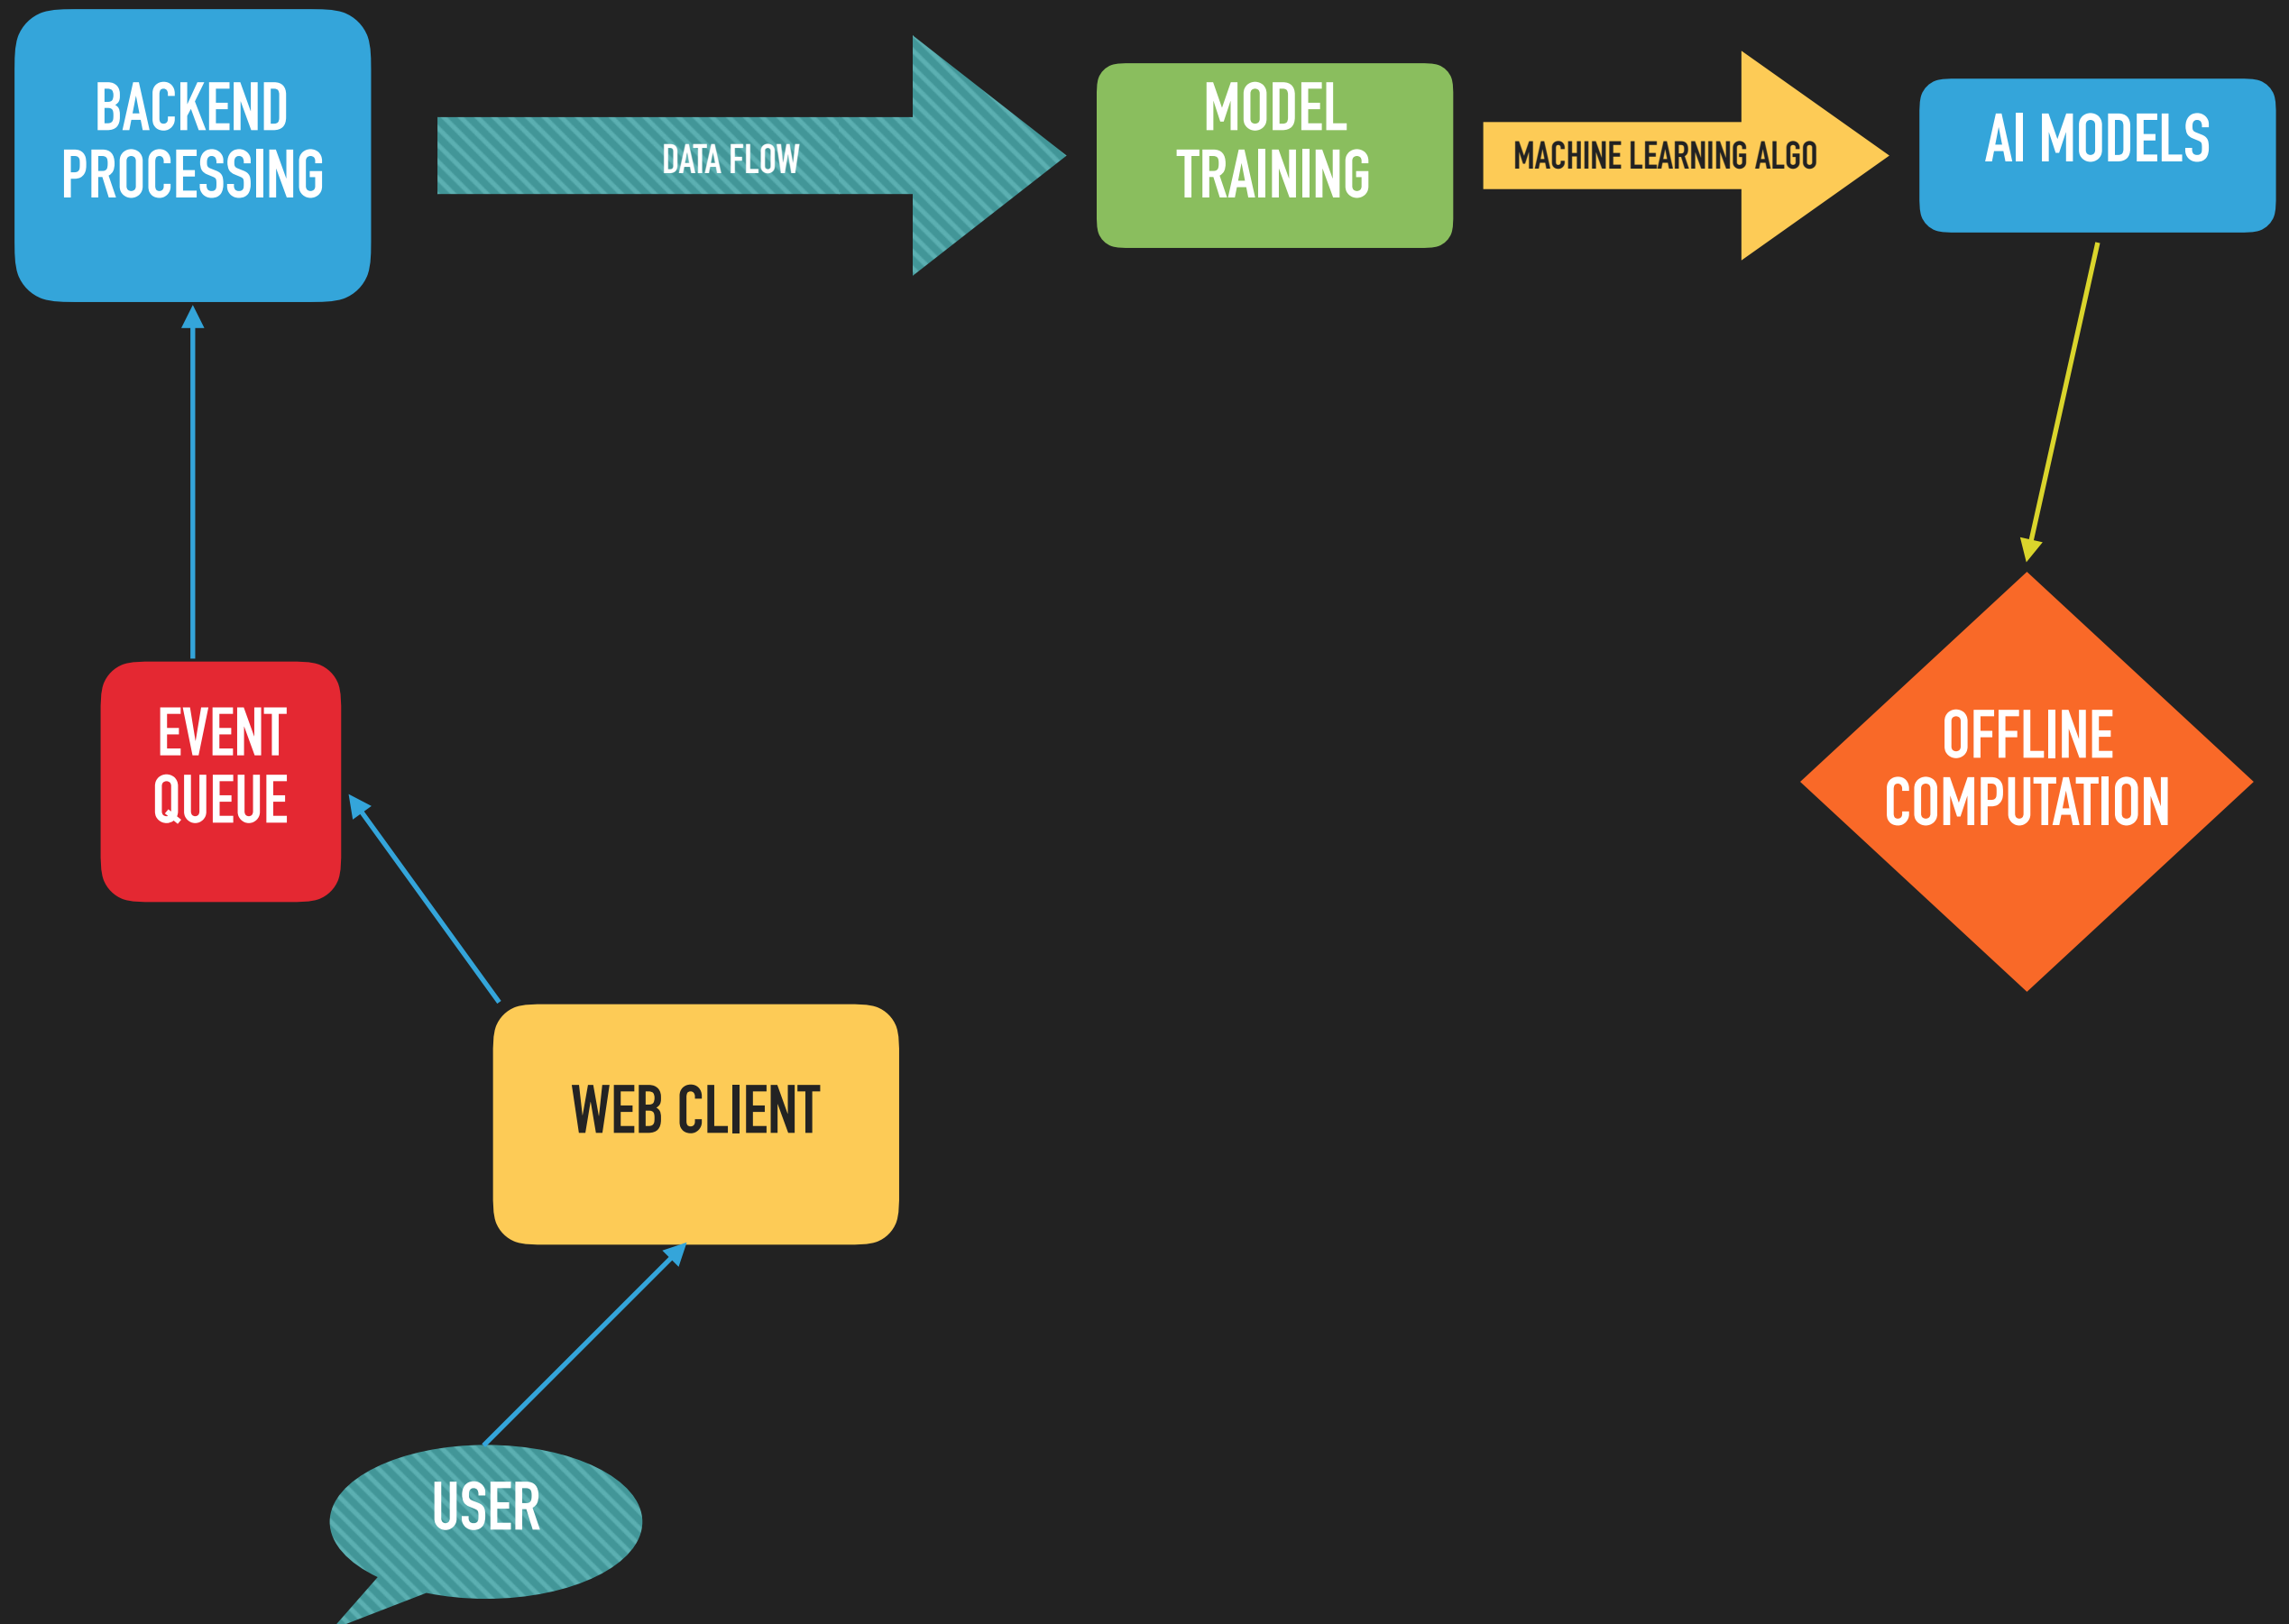 BACKEND
PROCESSING
DATA FLOW
MODEL
TRAINING
MACHINE LEARNING ALGO
AI MODELS
EVENT
QUEUE
OFFLINE
COMPUTATION
WEB CLIENT
USER